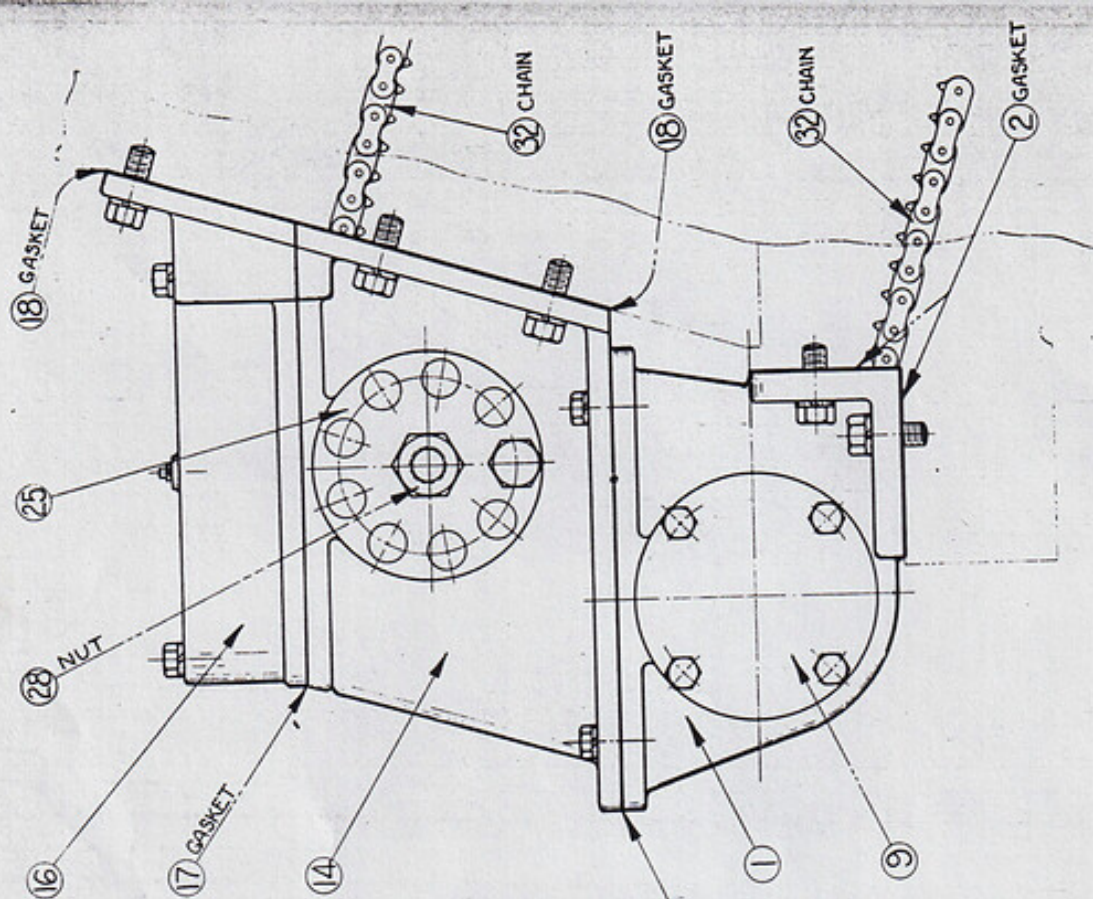 18 GASKET
32 CHAIN
18 GASKET
32 CHAIN
2 GASKET
25
28 NUT
16
17 GASKET
14
1
9